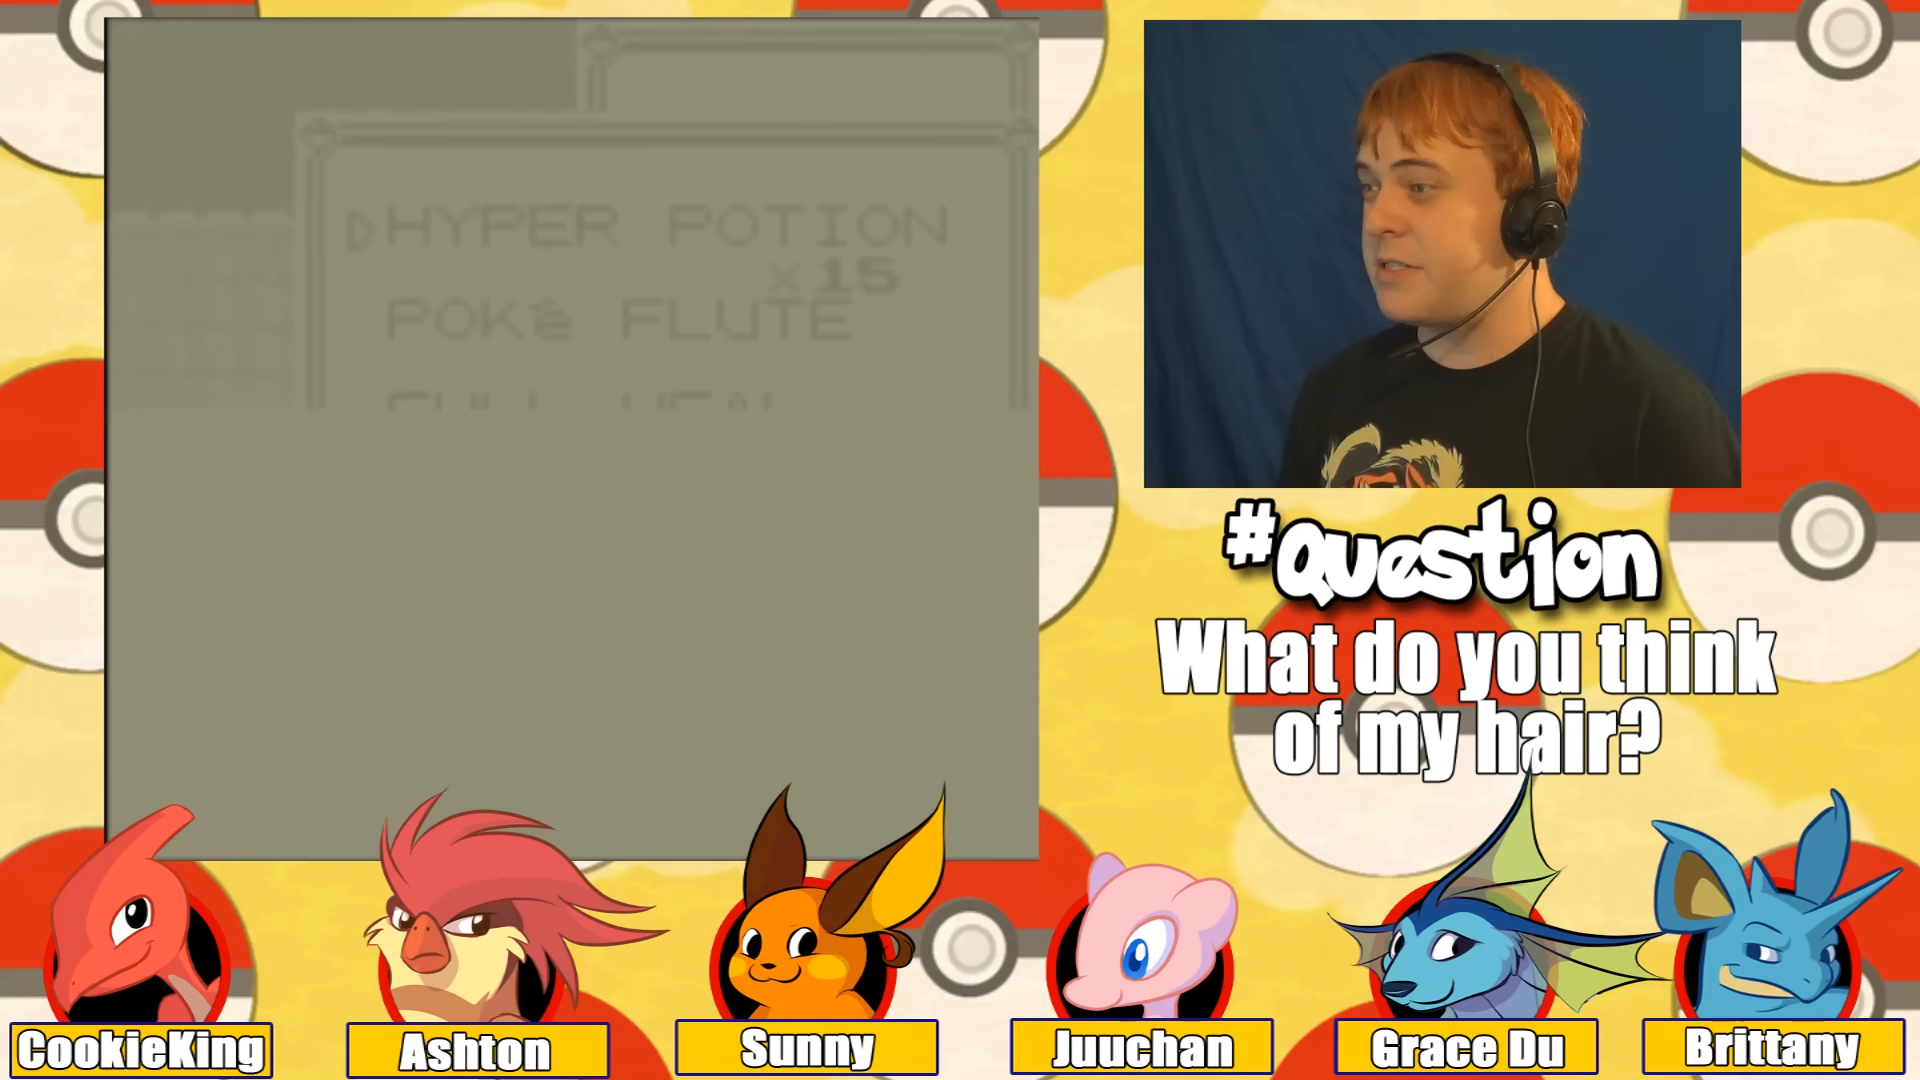 HYPER POTION
×15
POKé FLUTE
#Question
What do you think
of my hair?
CookieKing
Ashton
Sunny
Juuchan
Grace Du
Brittany